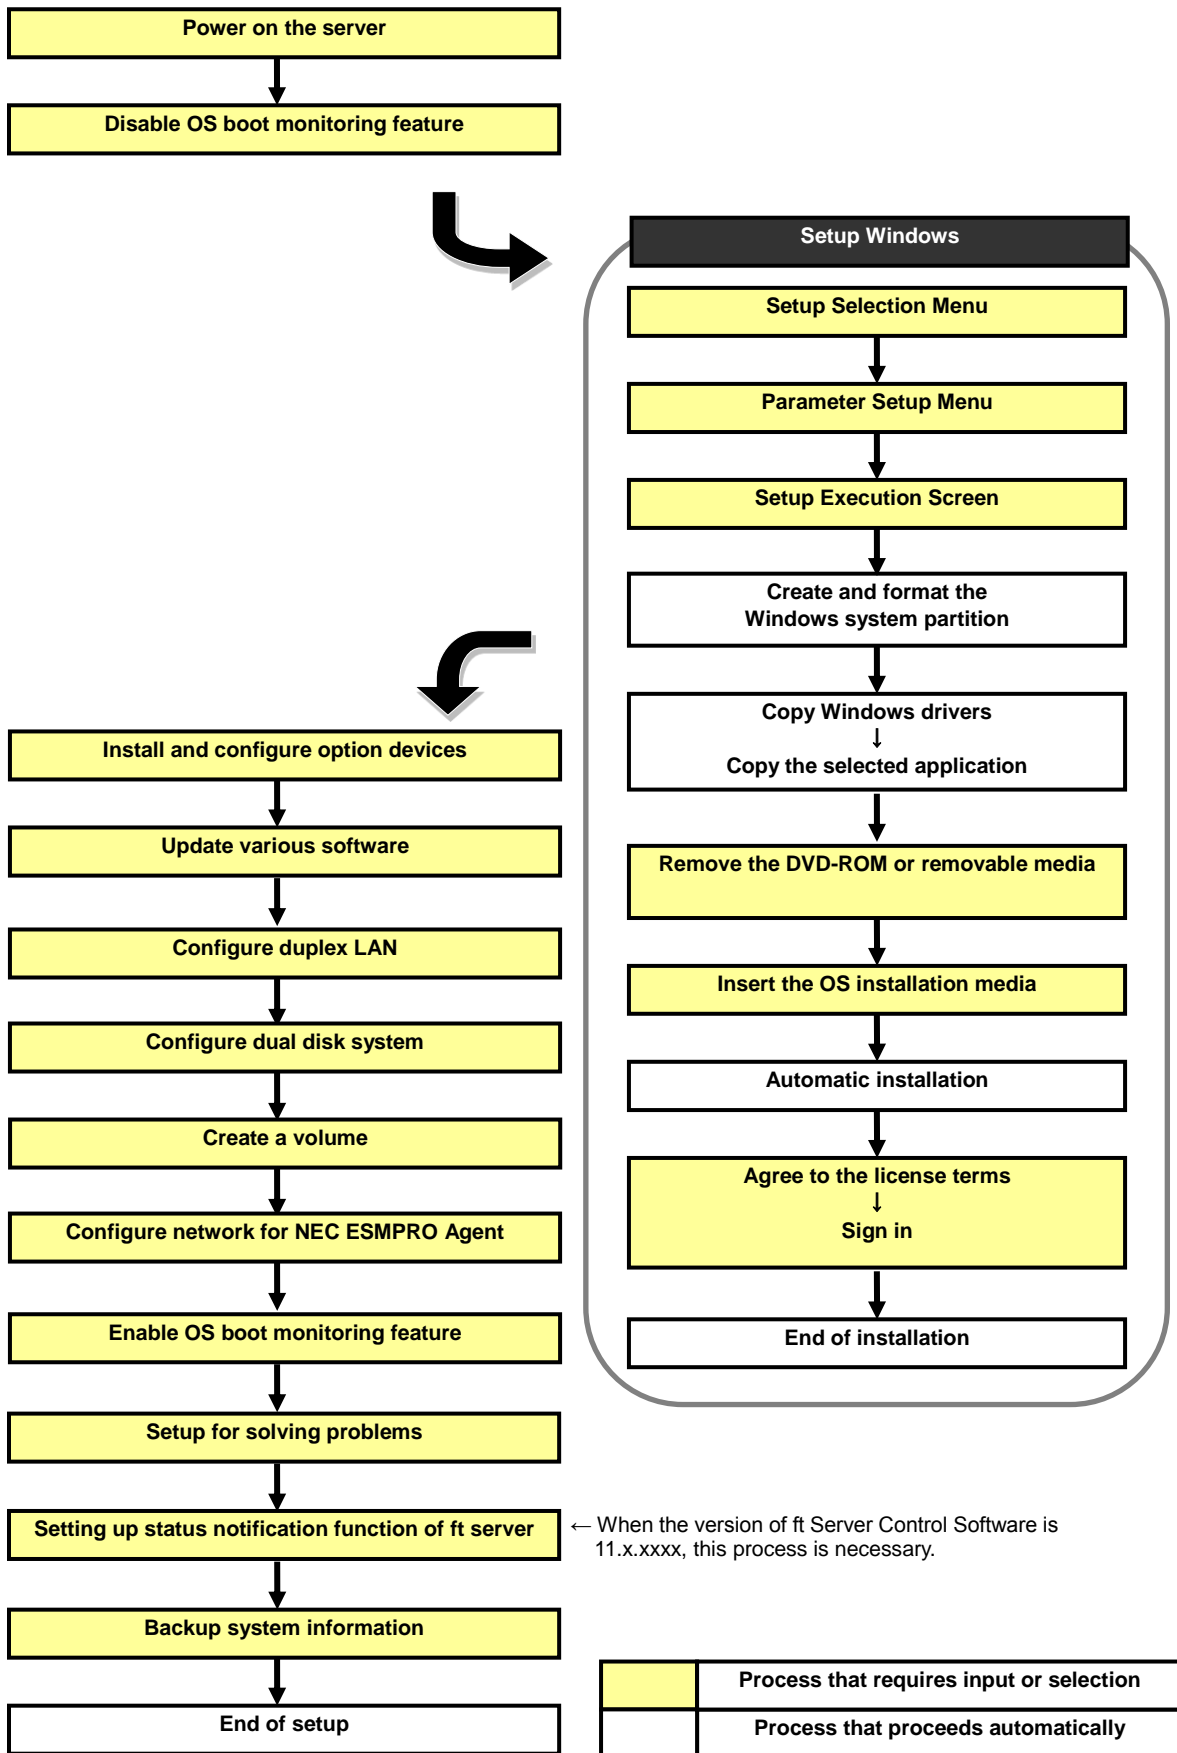 Power on the server
Disable OS boot monitoring feature
Setup Windows
Setup Selection Menu
Parameter Setup Menu
Setup Execution Screen
Create and format the
Windows system partition
Copy Windows drivers
↓
Copy the selected application
Remove the DVD-ROM or removable media
Insert the OS installation media
Automatic installation
Agree to the license terms
↓
Sign in
End of installation
Install and configure option devices
Update various software
Configure duplex LAN
Configure dual disk system
Create a volume
Configure network for NEC ESMPRO Agent
Enable OS boot monitoring feature
Setup for solving problems
Setting up status notification function of ft server
← When the version of ft Server Control Software is
11.x.xxxx, this process is necessary.
Backup system information
End of setup
Process that requires input or selection
Process that proceeds automatically